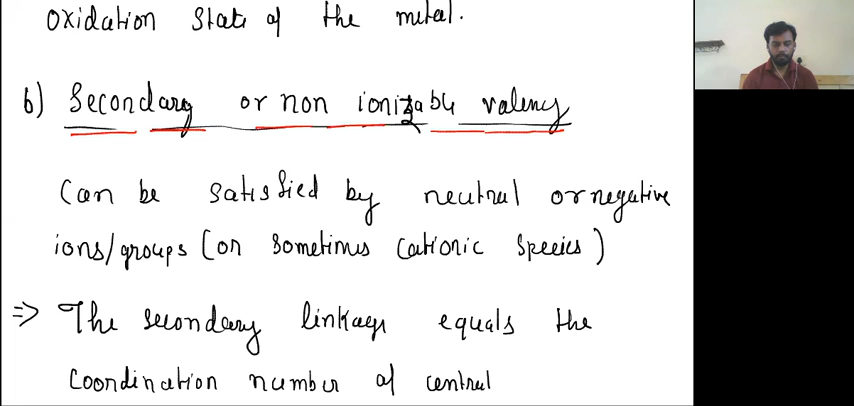 oxidation state of the metal.
b) Secondary or non ionizable valency
Can be satisfied by neutral or negative
ions/groups (or sometimes cationic species)
⇒ The secondary linkage equals the
coordination number of central